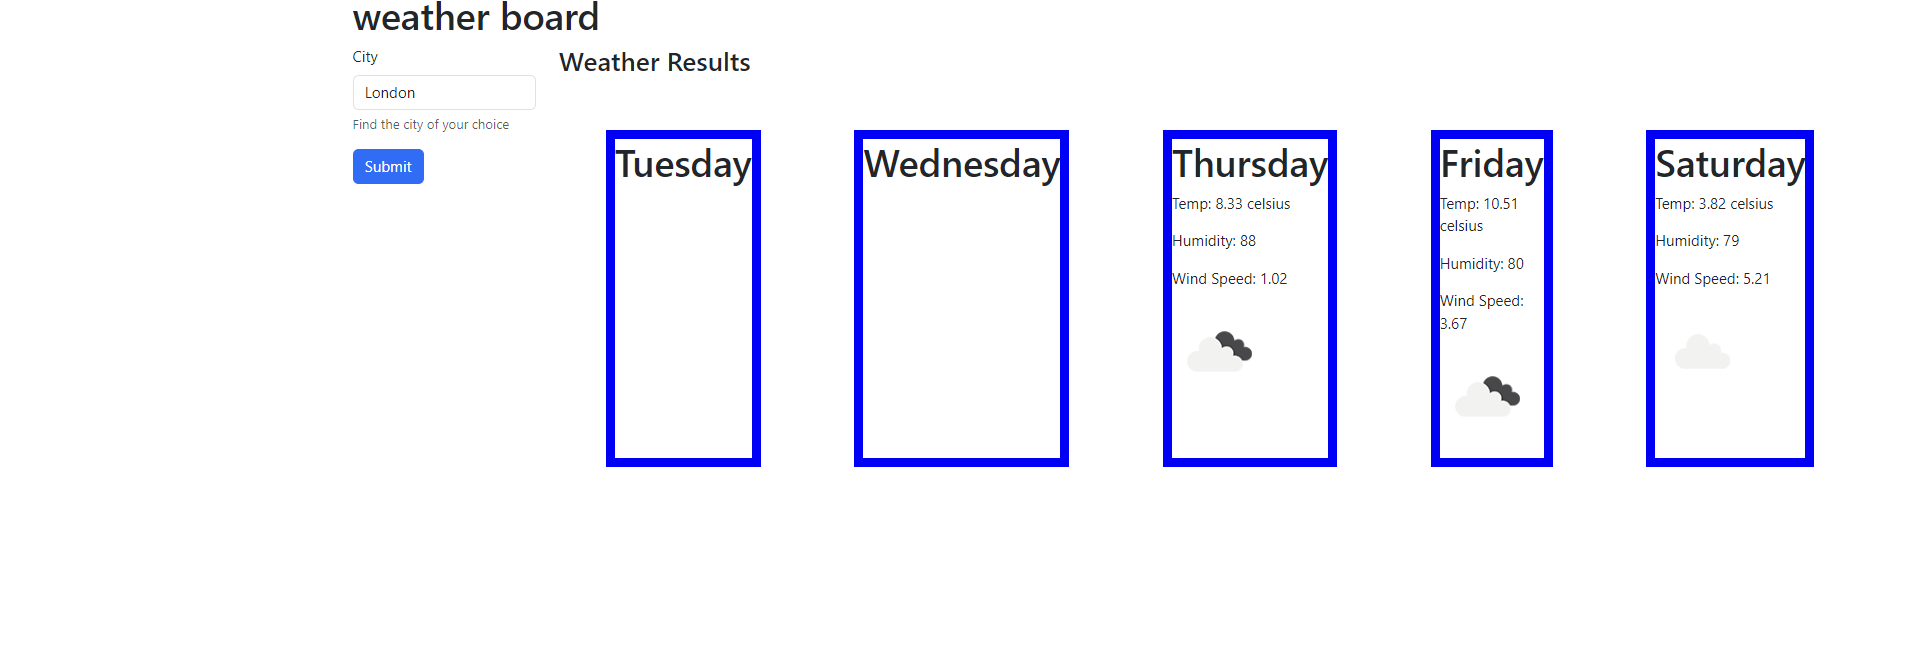 weather board
City
London
Find the city of your choice
Submit
Weather Results
Tuesday
Wednesday
Thursday
Temp: 8.33 celsius
Humidity: 88
Wind Speed: 1.02
Friday
Temp: 10.51
celsius
Humidity: 80
Wind Speed:
3.67
Saturday
Temp: 3.82 celsius
Humidity: 79
Wind Speed: 5.21